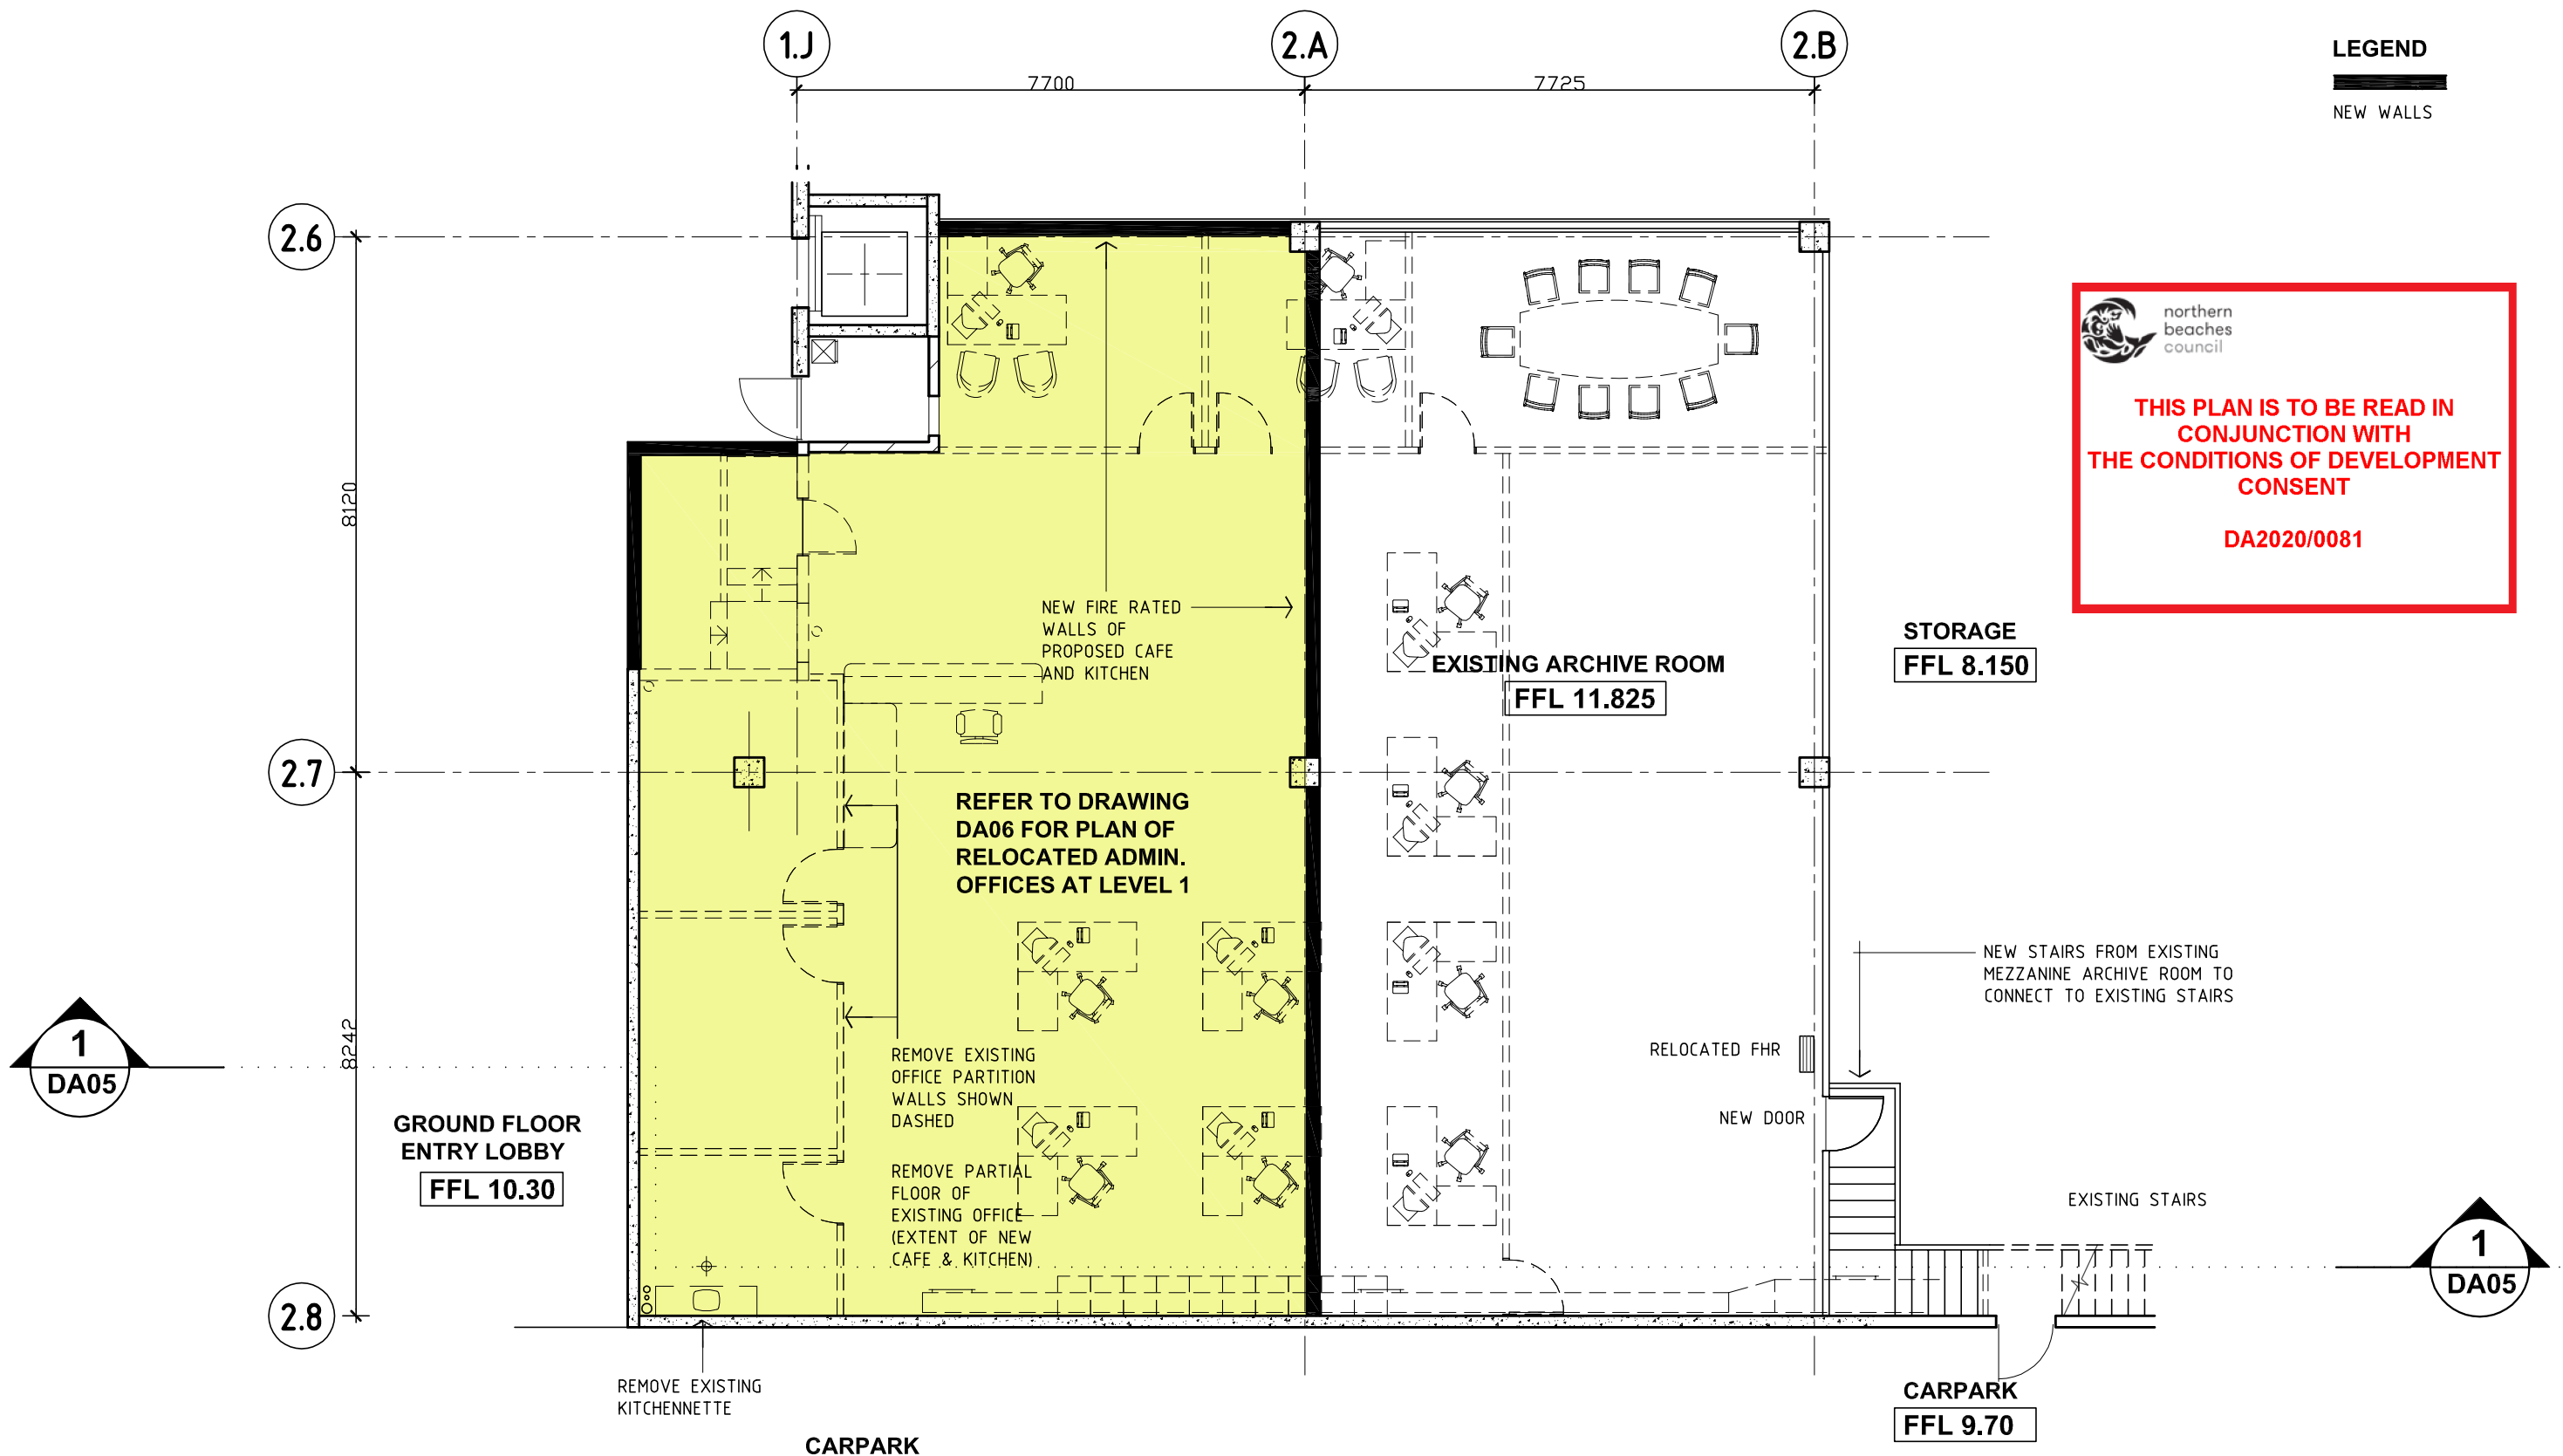 1.J
2.A
2.B
7700
7725
LEGEND
NEW WALLS
2.6
8120
2.7
8242
2.8
northern
beaches
council
THIS PLAN IS TO BE READ IN
CONJUNCTION WITH
THE CONDITIONS OF DEVELOPMENT
CONSENT
DA2020/0081
NEW FIRE RATED
WALLS OF
PROPOSED CAFE
AND KITCHEN
EXISTING ARCHIVE ROOM
FFL 11.825
STORAGE
FFL 8.150
REFER TO DRAWING
DA06 FOR PLAN OF
RELOCATED ADMIN.
OFFICES AT LEVEL 1
NEW STAIRS FROM EXISTING
MEZZANINE ARCHIVE ROOM TO
CONNECT TO EXISTING STAIRS
1
DA05
REMOVE EXISTING
OFFICE PARTITION
WALLS SHOWN
DASHED
RELOCATED FHR
NEW DOOR
GROUND FLOOR
ENTRY LOBBY
FFL 10.30
REMOVE PARTIAL
FLOOR OF
EXISTING OFFICE
(EXTENT OF NEW
CAFE & KITCHEN)
EXISTING STAIRS
1
DA05
REMOVE EXISTING
KITCHENNETTE
CARPARK
FFL 9.70
CARPARK